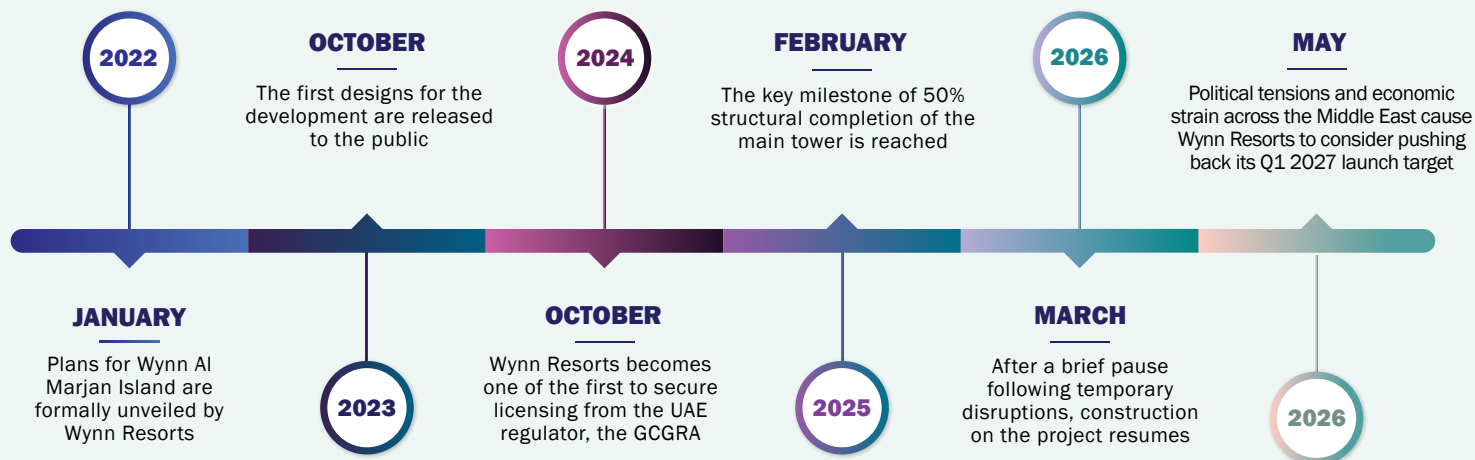 2022
JANUARY
Plans for Wynn Al
Marjan Island are
formally unveiled by
Wynn Resorts
OCTOBER
The first designs for the
development are released
to the public
2023
2024
OCTOBER
Wynn Resorts becomes
one of the first to secure
licensing from the UAE
regulator, the GCGRA
FEBRUARY
The key milestone of 50%
structural completion of the
main tower is reached
2025
2026
MARCH
After a brief pause
following temporary
disruptions, construction
on the project resumes
MAY
Political tensions and economic
strain across the Middle East cause
Wynn Resorts to consider pushing
back its Q1 2027 launch target
2026